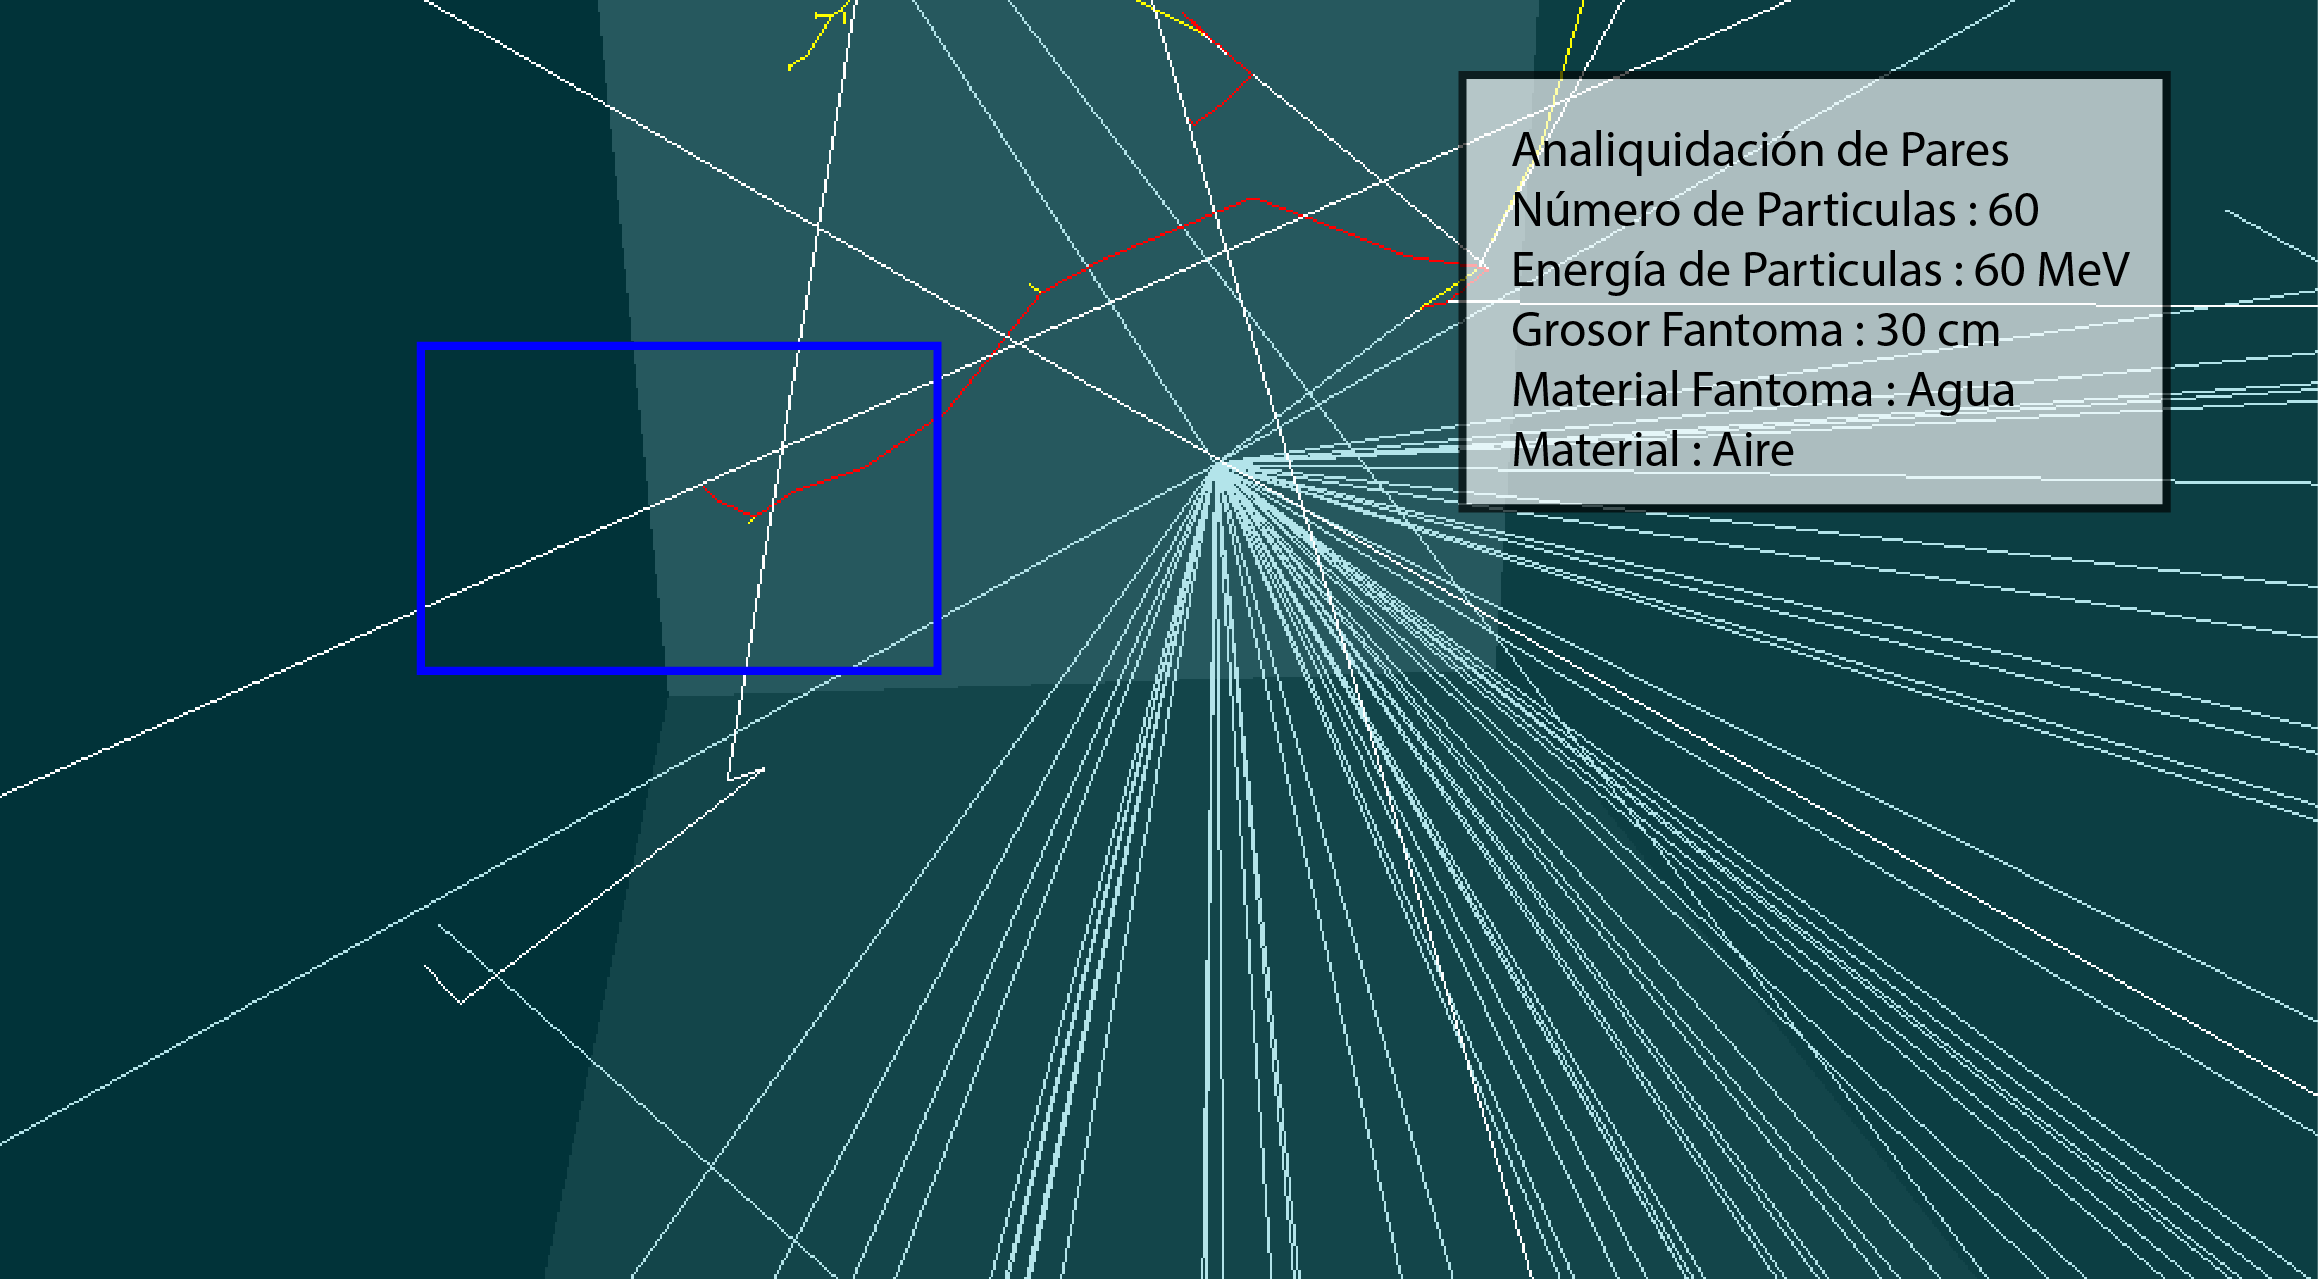 Analiquidación de Pares
Número de Particulas : 60
Energía de Particulas : 60 MeV
Grosor Fantoma : 30 cm
Material Fantoma : Agua
Material : Aire